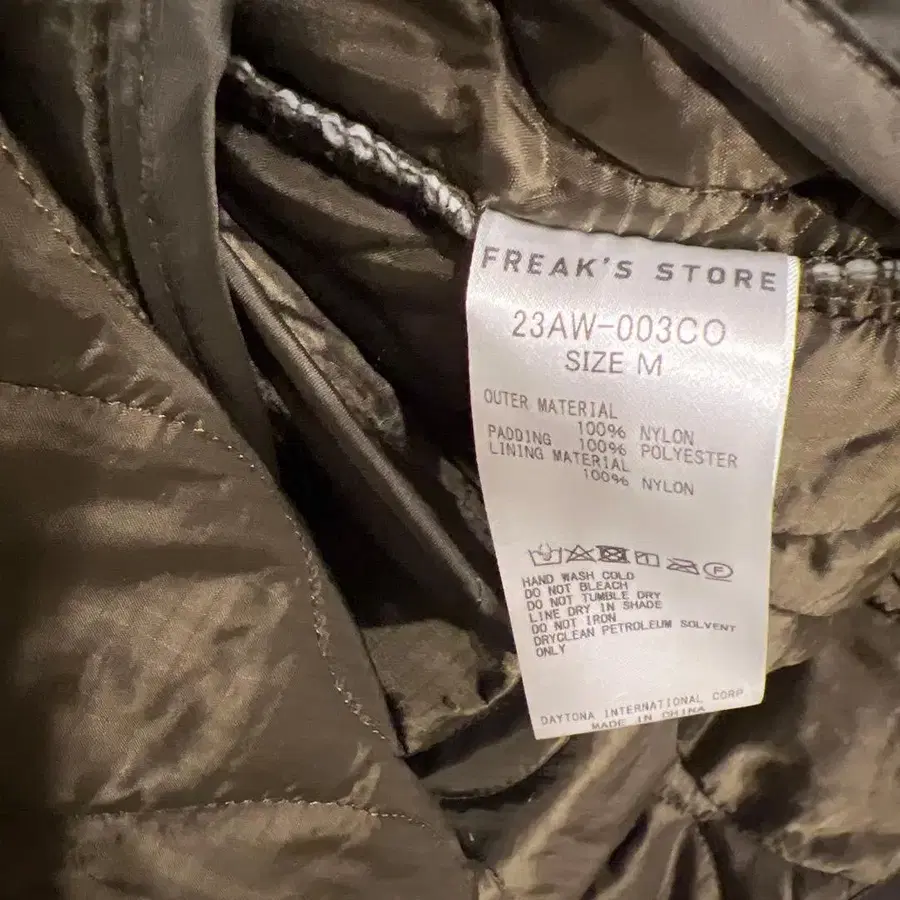 FREAK'S STORE
23AW-003CO
SIZE M
OUTER MATERIAL
100% NYLON
PADDING 100% POLYESTER
LINING MATERIAL
100% NYLON
HAND WASH COLD
DO NOT BLEACH
DO NOT TUMBLE DRY
LINE DRY IN SHADE
DO NOT IRON
DRYCLEAN PETROLEUM SOLVENT
ONLY
DAYTONA INTERNATIONAL CORP
MADE IN CHINA